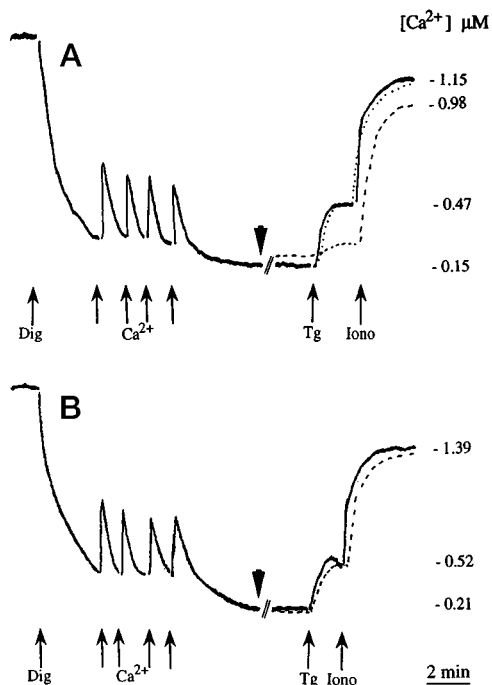 [Ca2+] µM
A
- 1.15
- 0.98
- 0.47
- 0.15
Dig
Ca2+
Tg
Iono
B
- 1.39
- 0.52
- 0.21
Dig
Ca2+
Tg
Iono
2 min